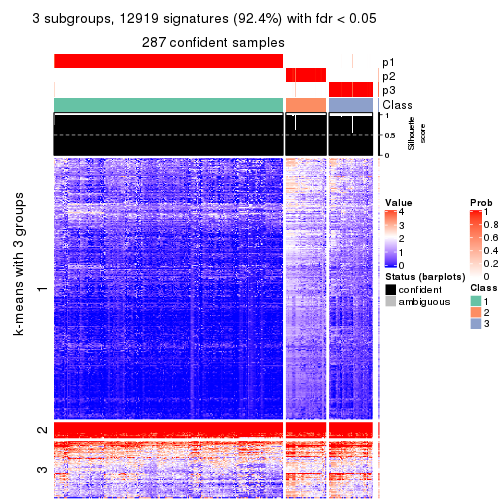 3 subgroups, 12919 signatures (92.4%) with fdr < 0.05
287 confident samples
p1
p2
p3
Class
1
0.5
0
Silhouette
score
k-means with 3 groups
1
2
3
Value
4
3
2
1
0
Status (barplots)
confident
ambiguous
Prob
1
0.8
0.6
0.4
0.2
0
Class
1
2
3